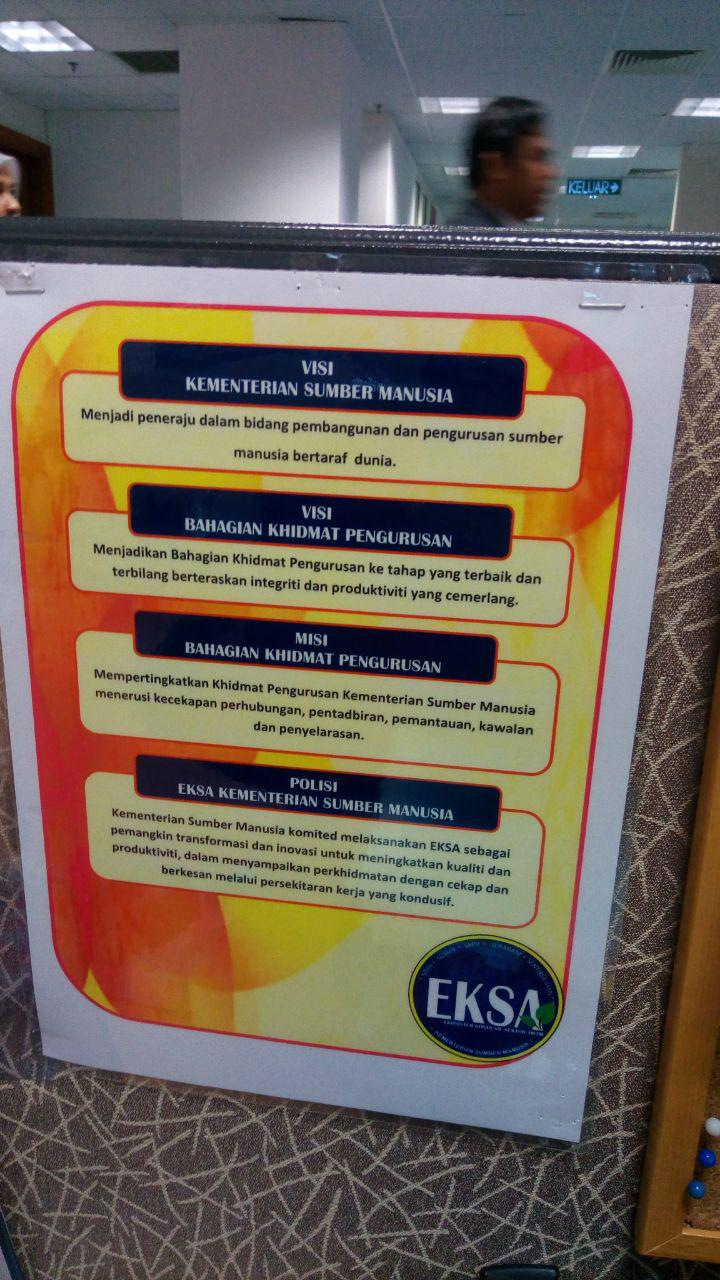 KELUAR
VISI
KEMENTERIAN SUMBER MANUSIA
Menjadi peneraju dalam bidang pembangunan dan pengurusan sumber
manusia bertaraf dunia.
VISI
BAHAGIAN KHIDMAT PENGURUSAN
Menjadikan Bahagian Khidmat Pengurusan ke tahap yang terbaik dan
terbilang berteraskan integriti dan produktiviti yang cemerlang.
MISI
BAHAGIAN KHIDMAT PENGURUSAN
Mempertingkatkan Khidmat Pengurusan Kementerian Sumber Manusia
menerusi kecekapan perhubungan, pentadbiran, pemantauan, kawalan
dan penyelarasan.
POLISI
EKSA KEMENTERIAN SUMBER MANUSIA
Kementerian Sumber Manusia komited melaksanakan EKSA sebagai
pemangkin transformasi dan inovasi untuk meningkatkan kualiti dan
produktiviti, dalam menyampaikan perkhidmatan dengan cekap dan
berkesan melalui persekitaran kerja yang kondusif.
EKSA
EKOSISTEM KONDUSIF SEKTOR AWAM
KEMENTERIAN SUMBER MANUSIA